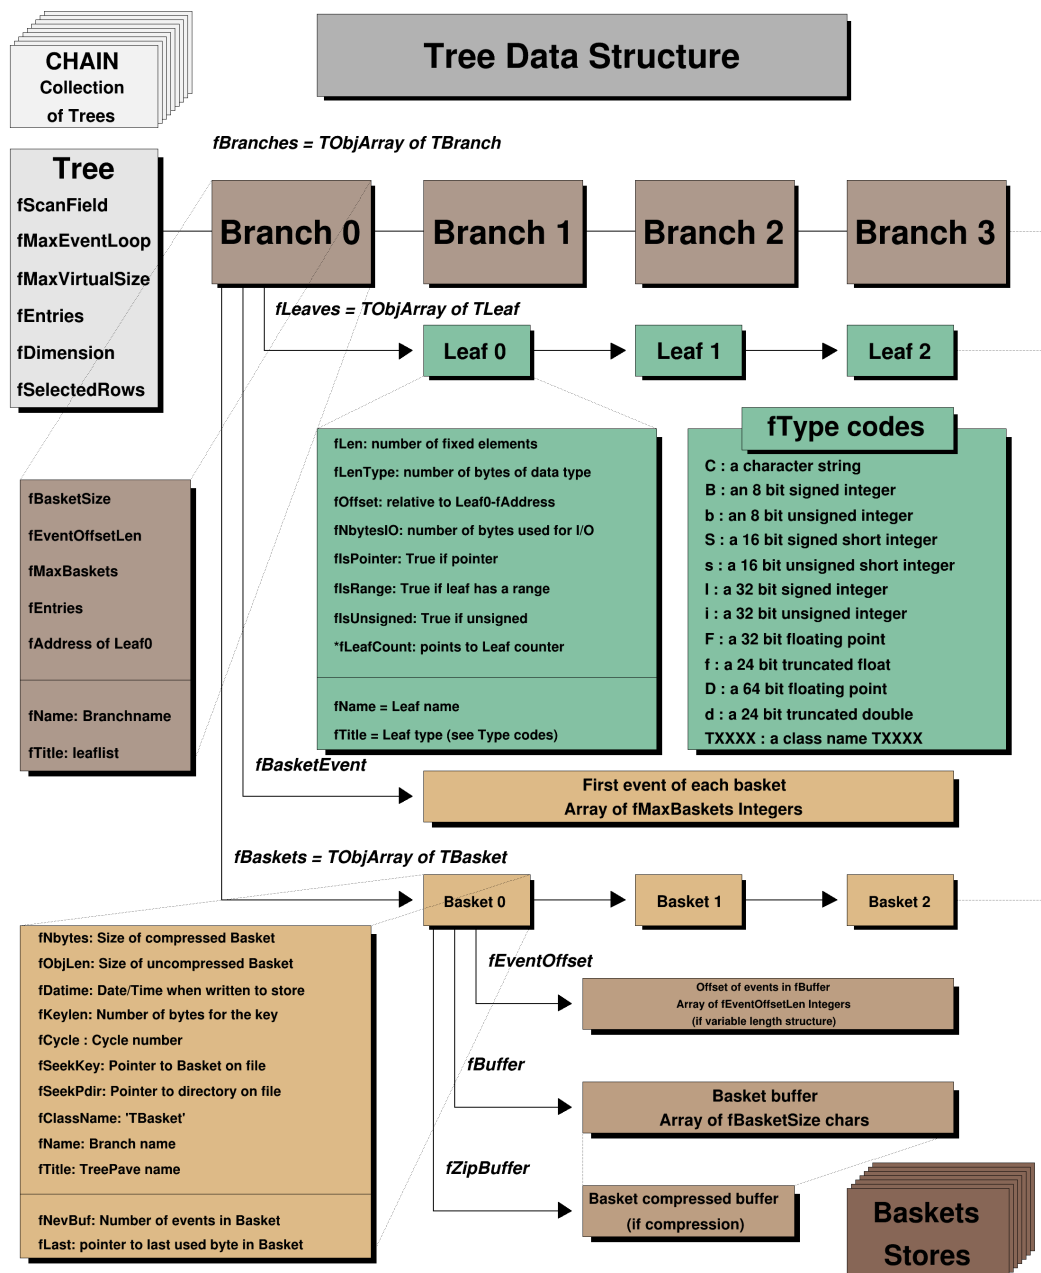 CHAIN
Collection
of Trees
Tree Data Structure
fBranches = TObjArray of TBranch
Tree
fScanField
fMaxEventLoop
fMaxVirtualSize
fEntries
fDimension
fSelectedRows
Branch 0
Branch 1
Branch 2
Branch 3
fLeaves = TObjArray of TLeaf
Leaf 0
Leaf 1
Leaf 2
fBasketSize
fEventOffsetLen
fMaxBaskets
fEntries
fAddress of Leaf0
fName: Branchname
fTitle: leaflist
fLen: number of fixed elements
fLenType: number of bytes of data type
fOffset: relative to Leaf0-fAddress
fNbytesIO: number of bytes used for I/O
fIsPointer: True if pointer
fIsRange: True if leaf has a range
fIsUnsigned: True if unsigned
*fLeafCount: points to Leaf counter
fName = Leaf name
fTitle = Leaf type (see Type codes)
fType codes
C : a character string
B : an 8 bit signed integer
b : an 8 bit unsigned integer
S : a 16 bit signed short integer
s : a 16 bit unsigned short integer
I : a 32 bit signed integer
i : a 32 bit unsigned integer
F : a 32 bit floating point
f : a 24 bit truncated float
D : a 64 bit floating point
d : a 24 bit truncated double
TXXXX : a class name TXXXX
fBasketEvent
First event of each basket
Array of fMaxBaskets Integers
fBaskets = TObjArray of TBasket
Basket 0
Basket 1
Basket 2
fNbytes: Size of compressed Basket
fObjLen: Size of uncompressed Basket
fDatime: Date/Time when written to store
fKeylen: Number of bytes for the key
fCycle : Cycle number
fSeekKey: Pointer to Basket on file
fSeekPdir: Pointer to directory on file
fClassName: 'TBasket'
fName: Branch name
fTitle: TreePave name
fNevBuf: Number of events in Basket
fLast: pointer to last used byte in Basket
fEventOffset
Offset of events in fBuffer
Array of fEventOffsetLen Integers
(if variable length structure)
fBuffer
Basket buffer
Array of fBasketSize chars
fZipBuffer
Basket compressed buffer
(if compression)
Baskets
Stores